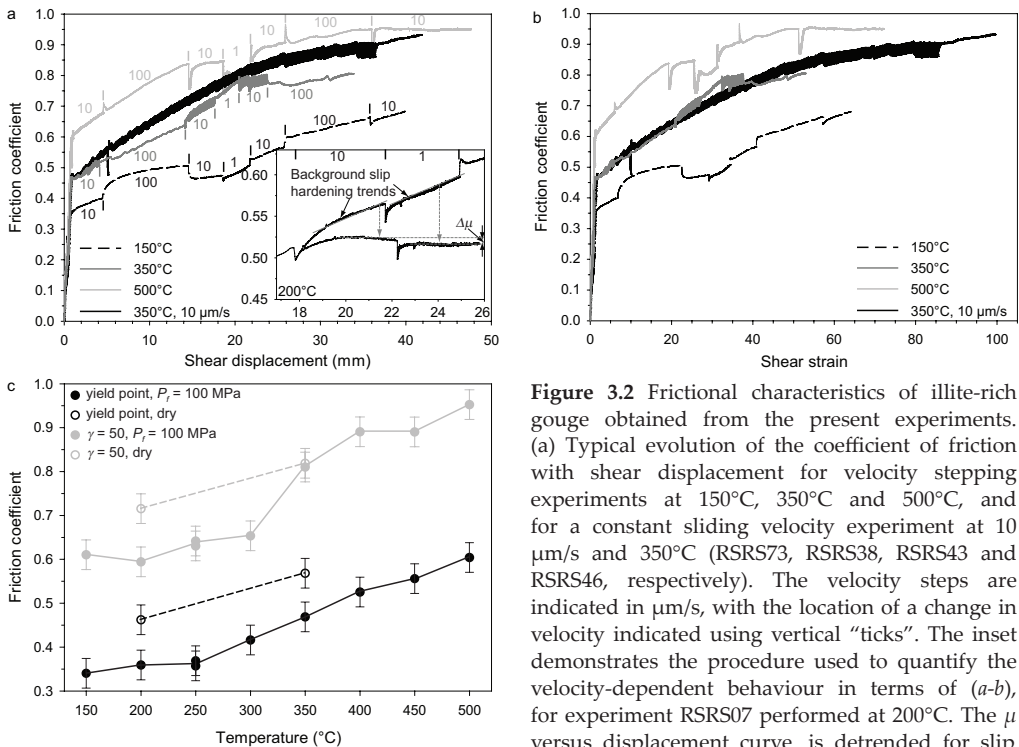 a
Friction coefficient
1.0
0.9
0.8
0.7
0.6
0.5
0.4
0.3
0.2
0.1
0.0
10
100
10
1
10
100
10
10
100
10
1
10
100
10
100
10
1
10
100
10
150°C
350°C
500°C
350°C, 10 µm/s
0 10 20 30 40 50
Shear displacement (mm)
10 1
Background slip
hardening trends
Δμ
0.60
0.55
0.50
0.45
200°C
18 20 22 24 26
b
Friction coefficient
1.0
0.9
0.8
0.7
0.6
0.5
0.4
0.3
0.2
0.1
0.0
150°C
350°C
500°C
350°C, 10 µm/s
0 20 40 60 80 100
Shear strain
c
Friction coefficient
1.0
0.9
0.8
0.7
0.6
0.5
0.4
0.3
yield point, Pf = 100 MPa
yield point, dry
γ = 50, Pf = 100 MPa
γ = 50, dry
150 200 250 300 350 400 450 500
Temperature (°C)
Figure 3.2 Frictional characteristics of illite-rich
gouge obtained from the present experiments.
(a) Typical evolution of the coefficient of friction
with shear displacement for velocity stepping
experiments at 150°C, 350°C and 500°C, and
for a constant sliding velocity experiment at 10
µm/s and 350°C (RSRS73, RSRS38, RSRS43 and
RSRS46, respectively). The velocity steps are
indicated in µm/s, with the location of a change in
velocity indicated using vertical “ticks”. The inset
demonstrates the procedure used to quantify the
velocity-dependent behaviour in terms of (a-b),
for experiment RSRS07 performed at 200°C. The μ
versus displacement curve, is detrended for slip